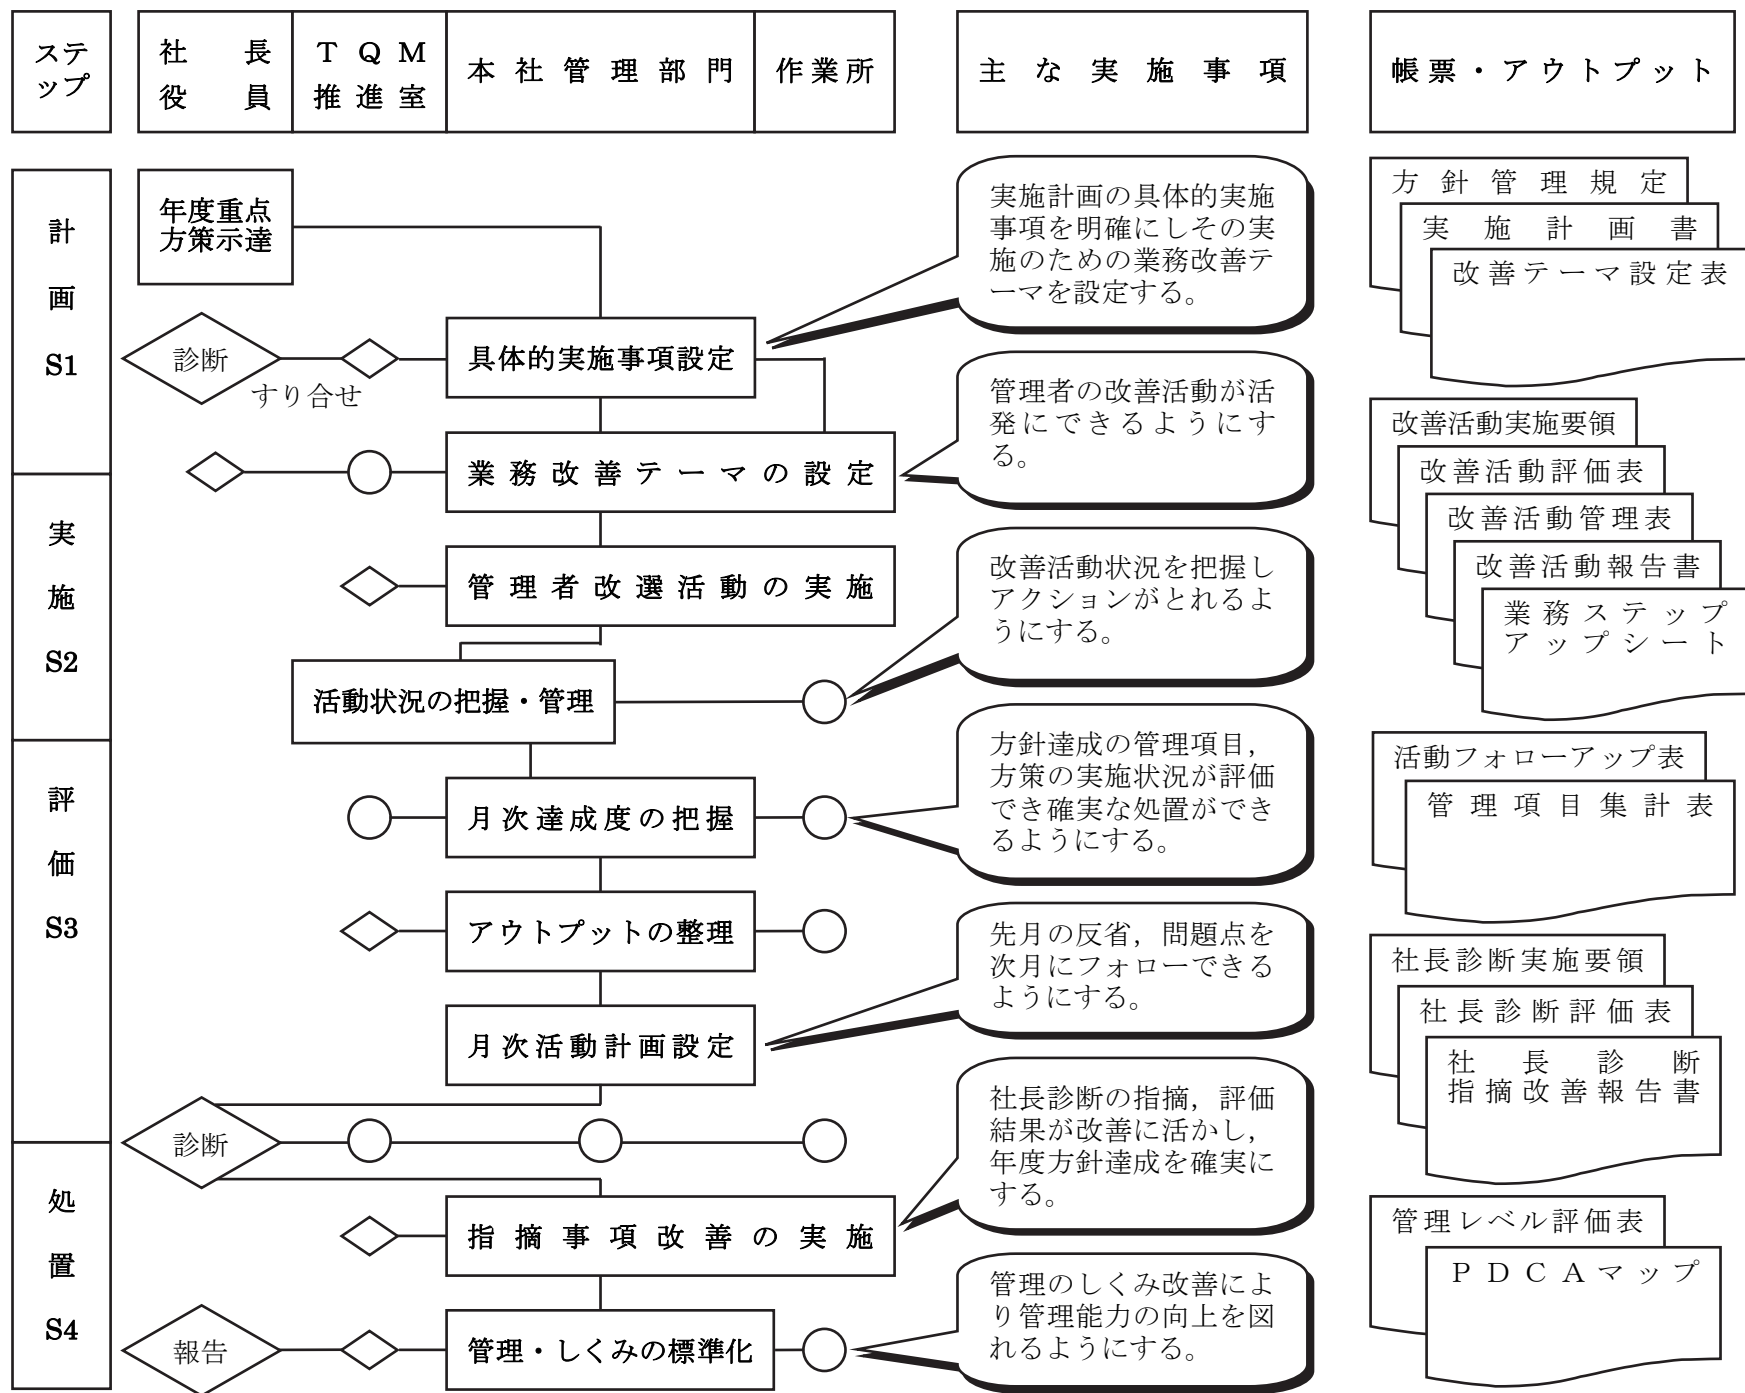 ステ
ップ
社長
役員
TQM
推進室
本社管理部門
作業所
主な実施事項
帳票・アウトプット
計
画
S1
実
施
S2
評
価
S3
処
置
S4
年度重点
方策示達
診断
すり合せ
具体的実施事項設定
業務改善テーマの設定
管理者改選活動の実施
活動状況の把握・管理
月次達成度の把握
アウトプットの整理
月次活動計画設定
診断
指摘事項改善の実施
報告
管理・しくみの標準化
実施計画の具体的実施
事項を明確にしその実
施のための業務改善テ
ーマを設定する。
管理者の改善活動が活
発にできるようにす
る。
改善活動状況を把握し
アクションがとれるよ
うにする。
方針達成の管理項目，
方策の実施状況が評価
でき確実な処置ができ
るようにする。
先月の反省，問題点を
次月にフォローできる
ようにする。
社長診断の指摘，評価
結果が改善に活かし，
年度方針達成を確実に
する。
管理のしくみ改善によ
り管理能力の向上を図
れるようにする。
方針管理規定
実施計画書
改善テーマ設定表
改善活動実施要領
改善活動評価表
改善活動管理表
改善活動報告書
業務ステップ
アップシート
活動フォローアップ表
管理項目集計表
社長診断実施要領
社長診断評価表
社長診断
指摘改善報告書
管理レベル評価表
PDCAマップ